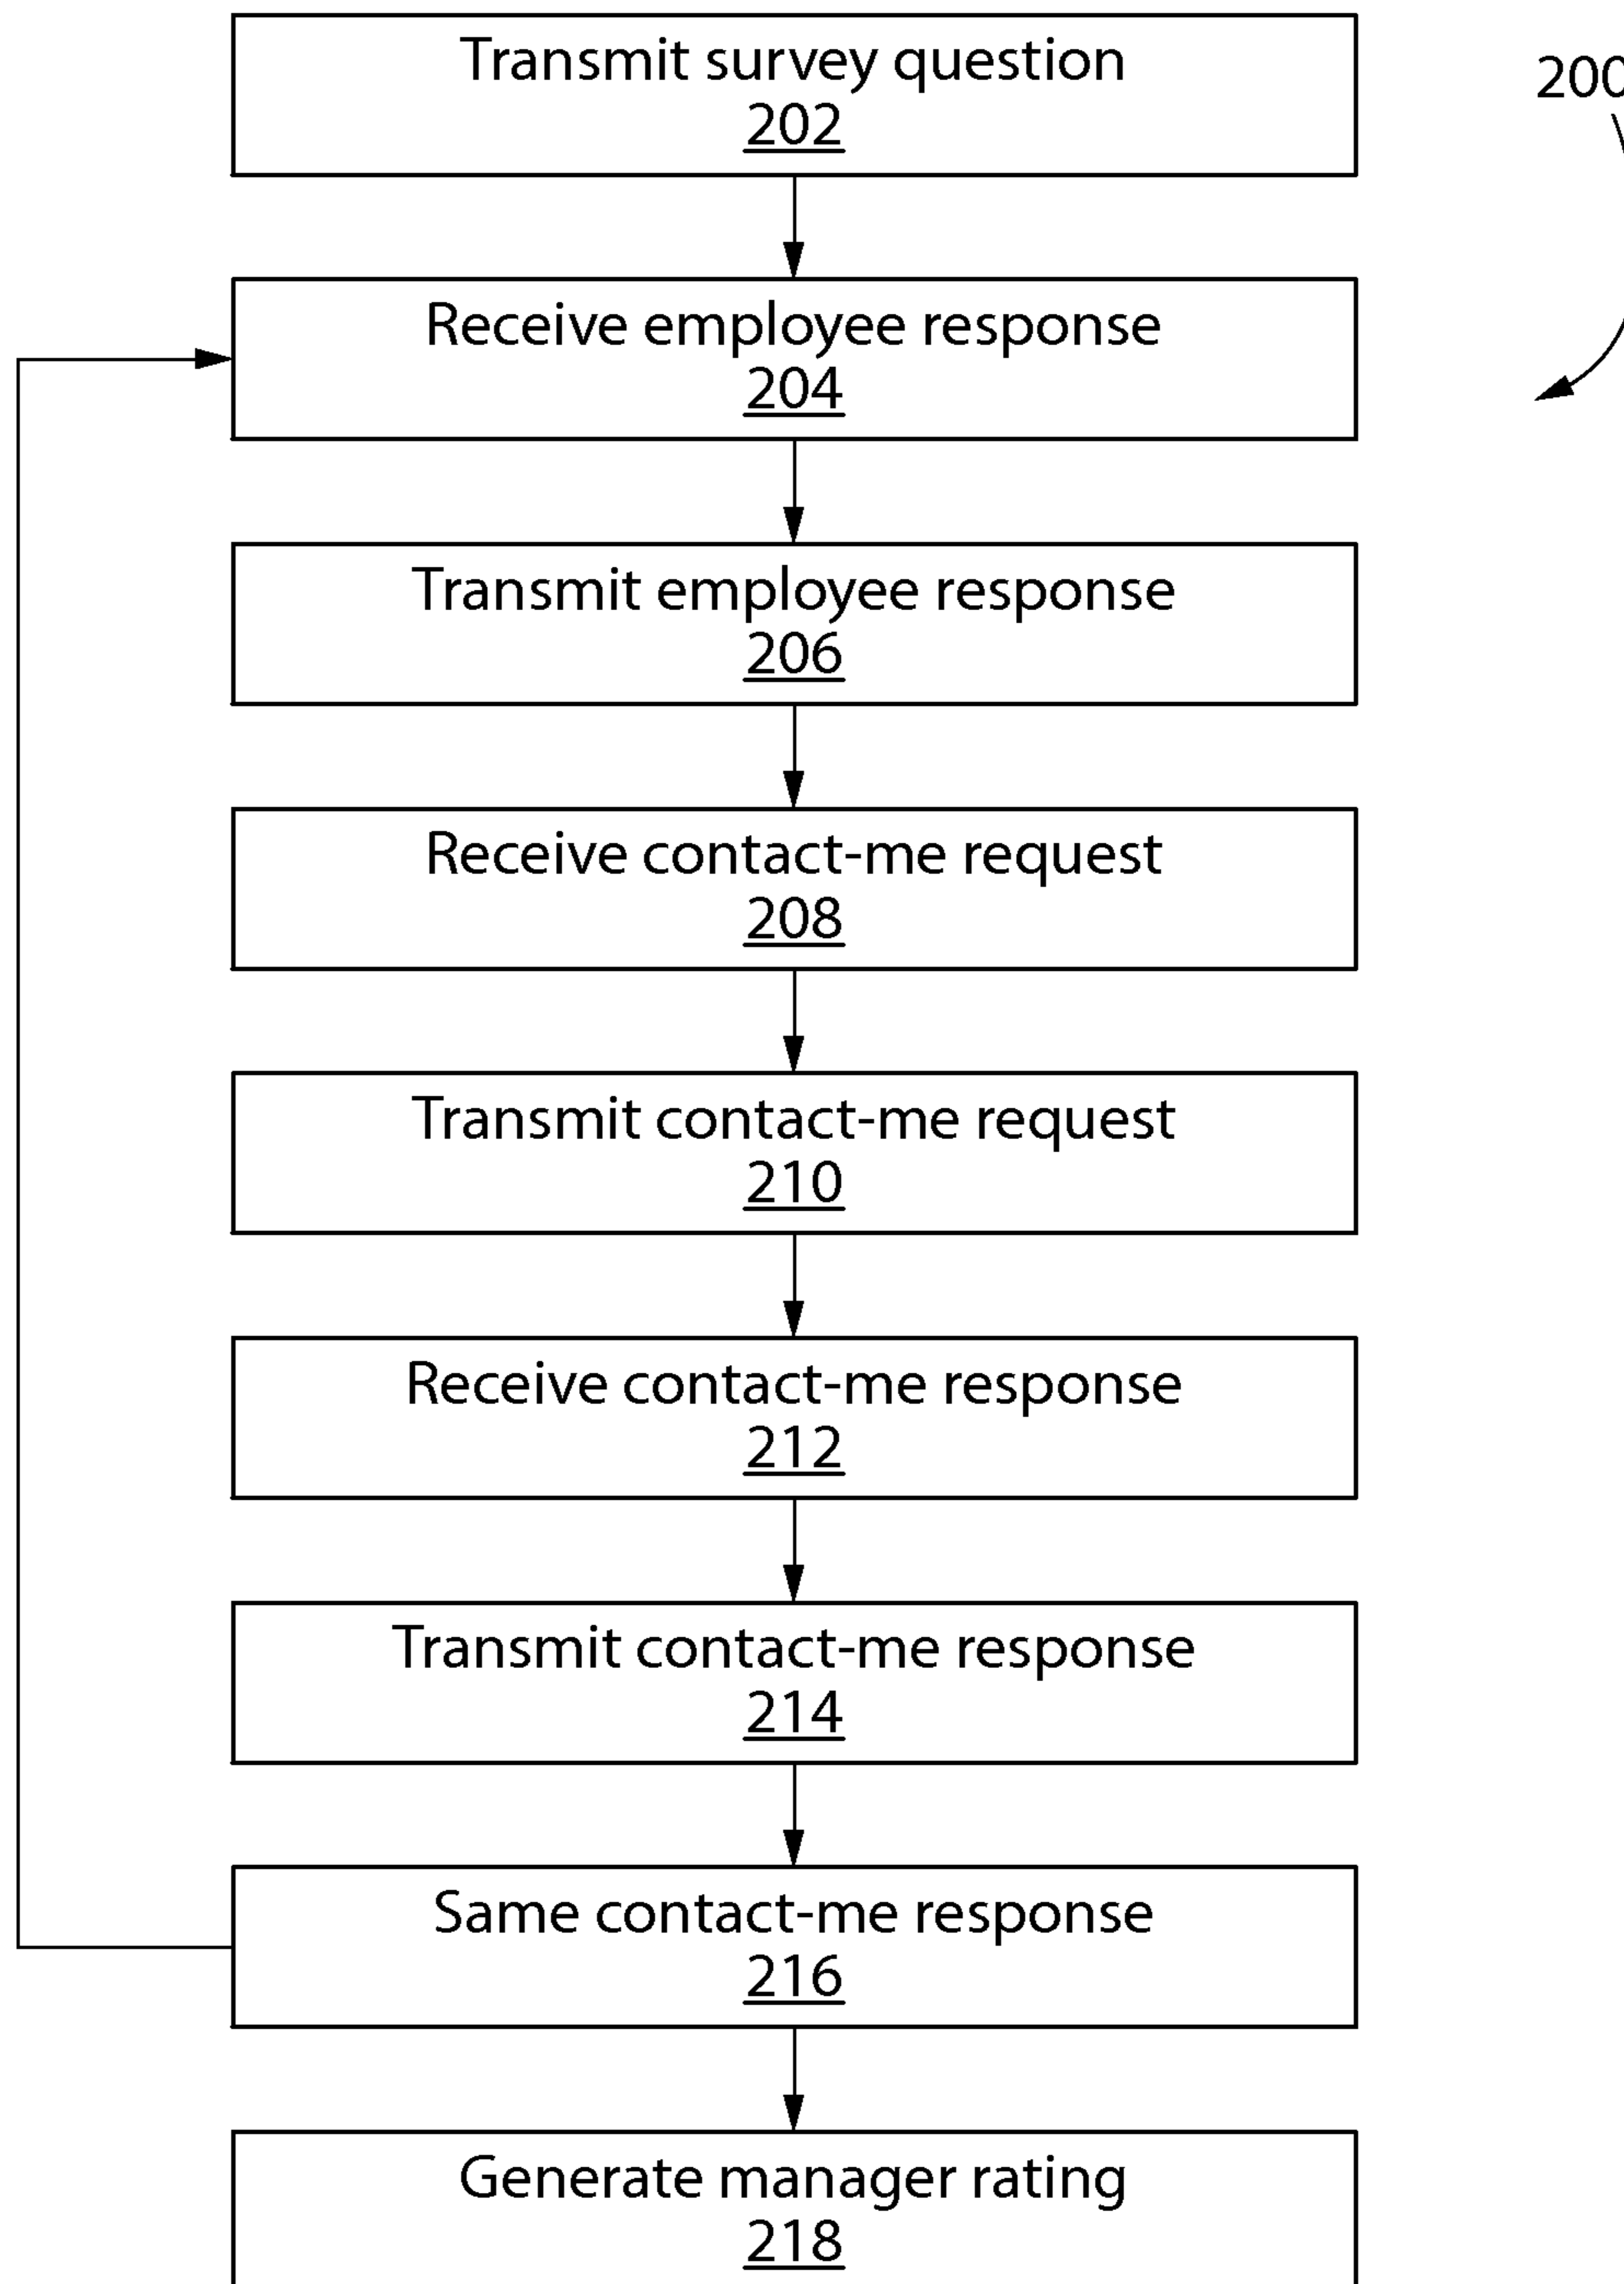 Transmit survey question
202
200
Receive employee response
204
Transmit employee response
206
Receive contact-me request
208
Transmit contact-me request
210
Receive contact-me response
212
Transmit contact-me response
214
Same contact-me response
216
Generate manager rating
218